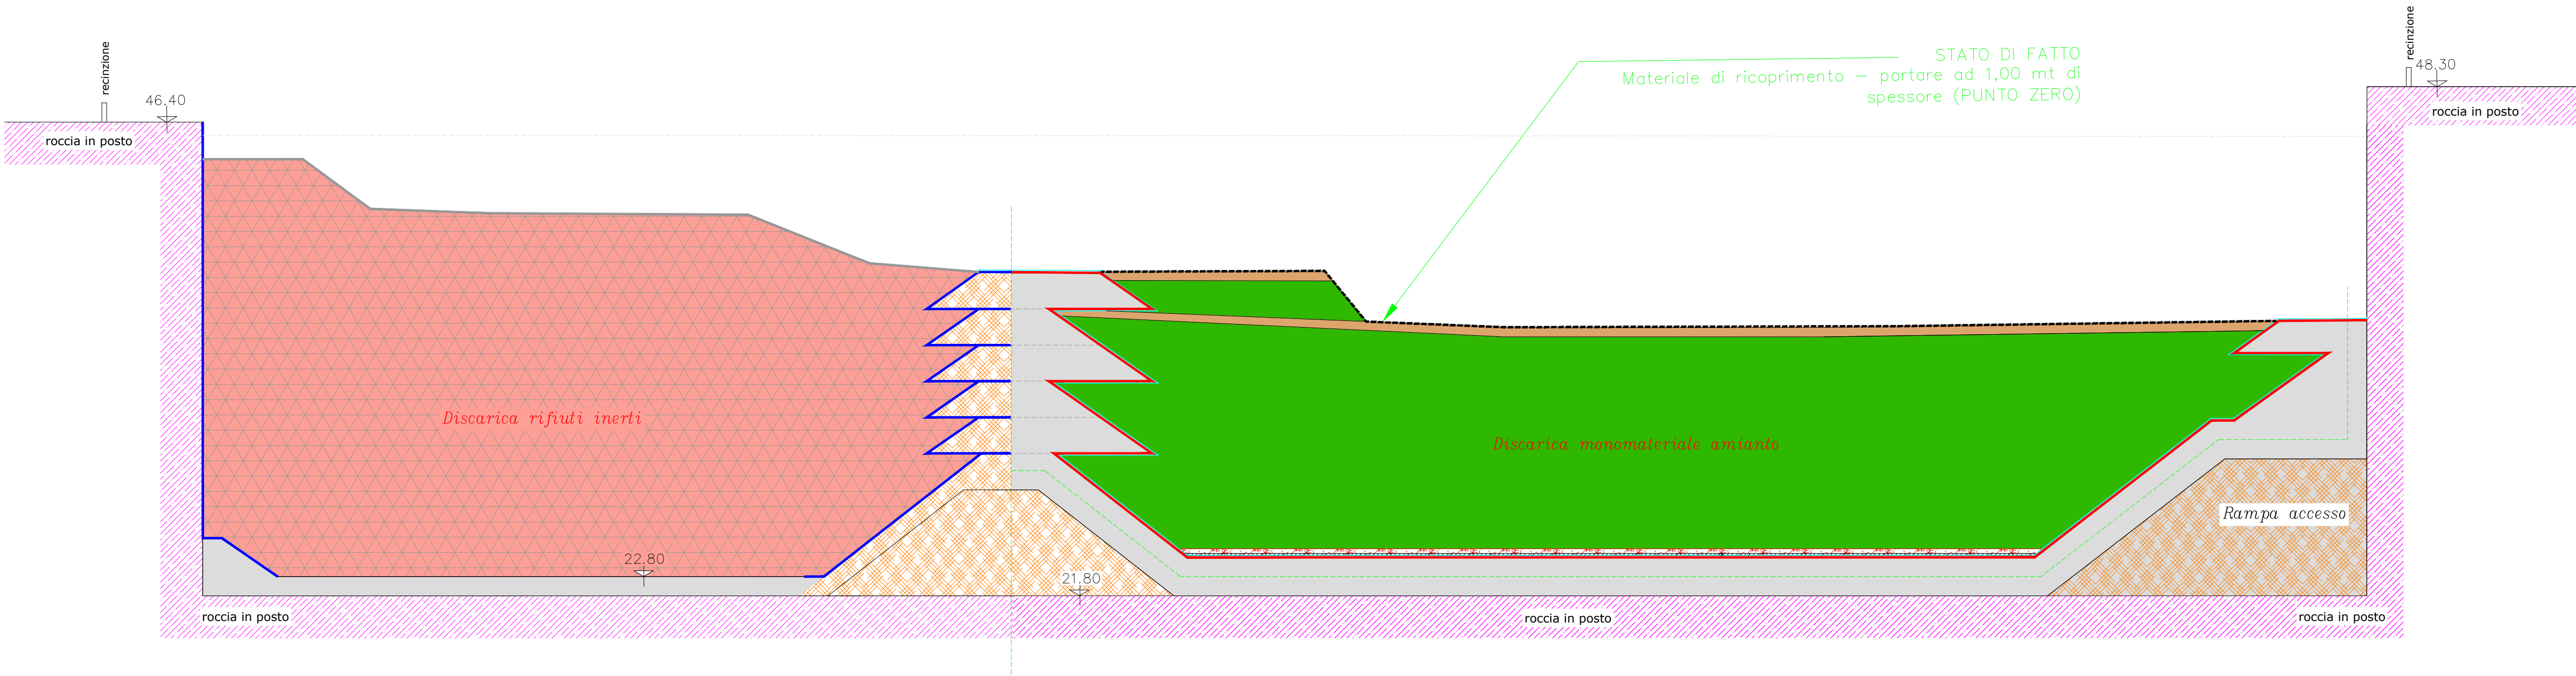 recinzione
recinzione
STATO DI FATTO
Materiale di ricoprimento – portare ad 1,00 mt di
spessore (PUNTO ZERO)
48.30
46.40
roccia in posto
roccia in posto
Discarica rifiuti inerti
Discarica monomateriale amianto
Rampa accesso
22.80
21.80
roccia in posto
roccia in posto
roccia in posto